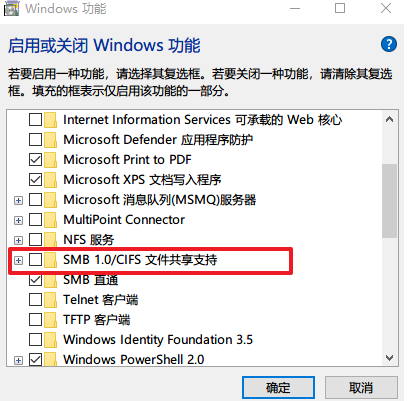 Windows 功能
启用或关闭 Windows 功能
若要启用一种功能，请选择其复选框。若要关闭一种功能，请清除其复选
框。填充的框表示仅启用该功能的一部分。
Internet Information Services 可承载的 Web 核心
Microsoft Defender 应用程序防护
Microsoft Print to PDF
Microsoft XPS 文档写入程序
Microsoft 消息队列(MSMQ)服务器
MultiPoint Connector
NFS 服务
SMB 1.0/CIFS 文件共享支持
SMB 直通
Telnet 客户端
TFTP 客户端
Windows Identity Foundation 3.5
Windows PowerShell 2.0
确定
取消